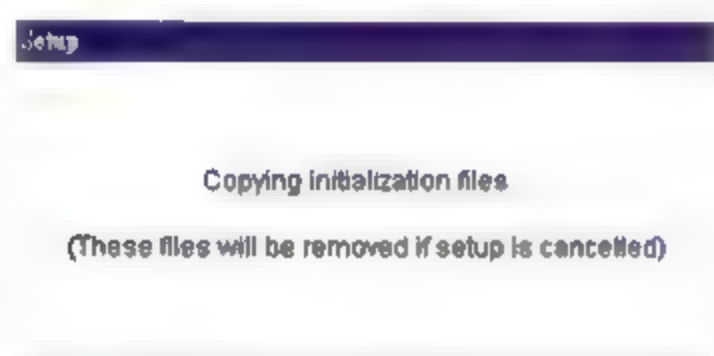 Setup
Copying initialization files
(These files will be removed if setup is cancelled)